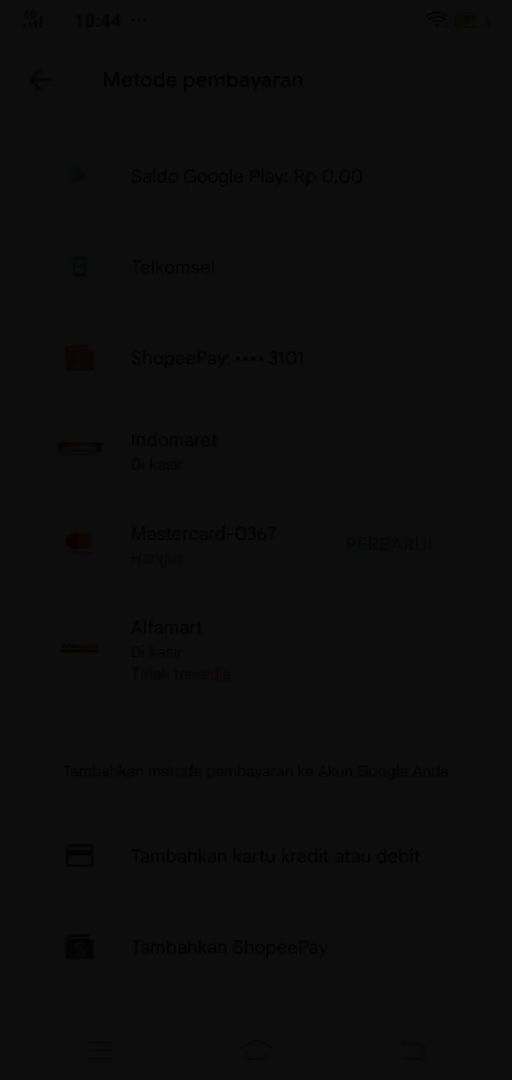 10:44 ...
Metode pembayaran
Saldo Google Play: Rp 0,00
Telkomsel
ShopeePay: •••• 3101
Indomaret
Di kasir
Mastercard-0367
Hangus
PERBARUI
Alfamart
Di kasir
Tidak tersedia
Tambahkan metode pembayaran ke Akun Google Anda
Tambahkan kartu kredit atau debit
Tambahkan ShopeePay